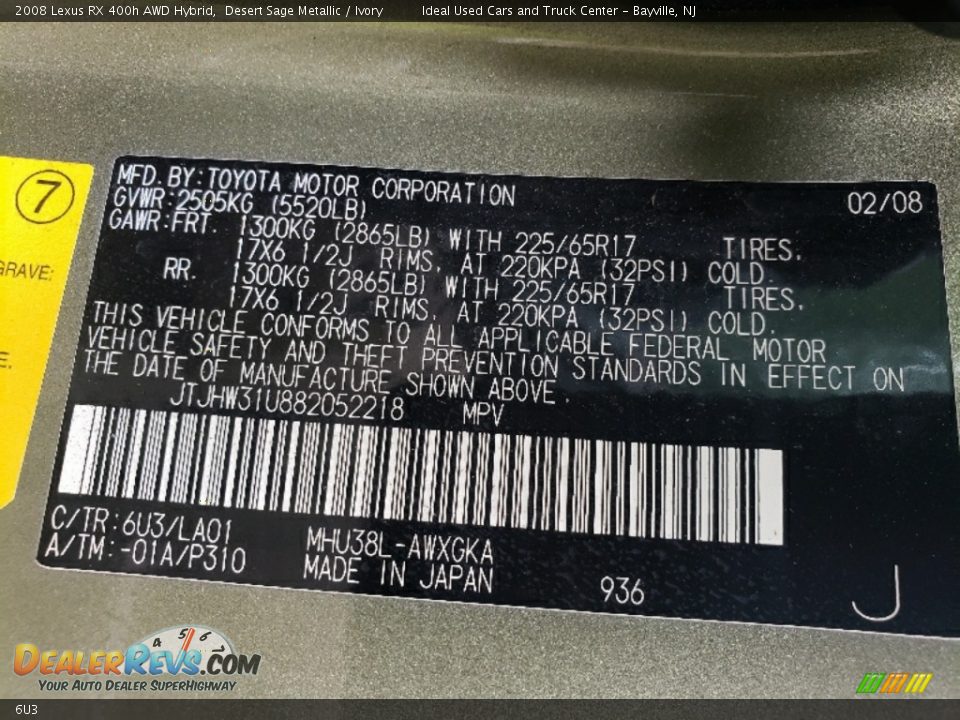 2008 Lexus RX 400h AWD Hybrid,  Desert Sage Metallic / Ivory    Ideal Used Cars and Truck Center - Bayville, NJ
7
GRAVE:
E.
MFD. BY: TOYOTA MOTOR CORPORATION    02/08
GVWR: 2505KG (5520LB)
GAWR: FRT. 1300KG (2865LB) WITH 225/65R17 TIRES.
17X6 1/2J RIMS, AT 220KPA (32PSI) COLD.
RR. 1300KG (2865LB) WITH 225/65R17 TIRES,
17X6 1/2J RIMS, AT 220KPA (32PSI) COLD.
THIS VEHICLE CONFORMS TO ALL APPLICABLE FEDERAL MOTOR
VEHICLE SAFETY AND THEFT PREVENTION STANDARDS IN EFFECT ON
THE DATE OF MANUFACTURE SHOWN ABOVE.
JTJHW31U882052218    MPV
C/TR: 6U3/LA01    MHU38L-AWXGKA
A/TM: -01A/P310    MADE IN JAPAN    936    J
4 5 6 7
DEALERREVS.COM
YOUR AUTO DEALER SUPERHIGHWAY
6U3